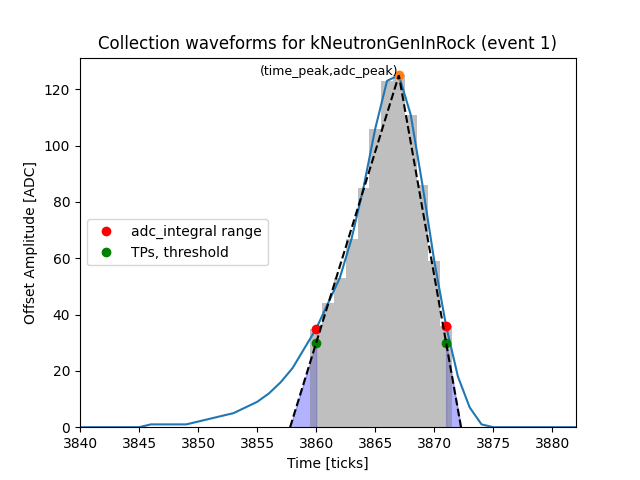 Collection waveforms for kNeutronGenInRock (event 1)
(time_peak,adc_peak)
120
100
80
60
40
20
0
Offset Amplitude [ADC]
adc_integral range
TPs, threshold
3840 3845 3850 3855 3860 3865 3870 3875 3880
Time [ticks]